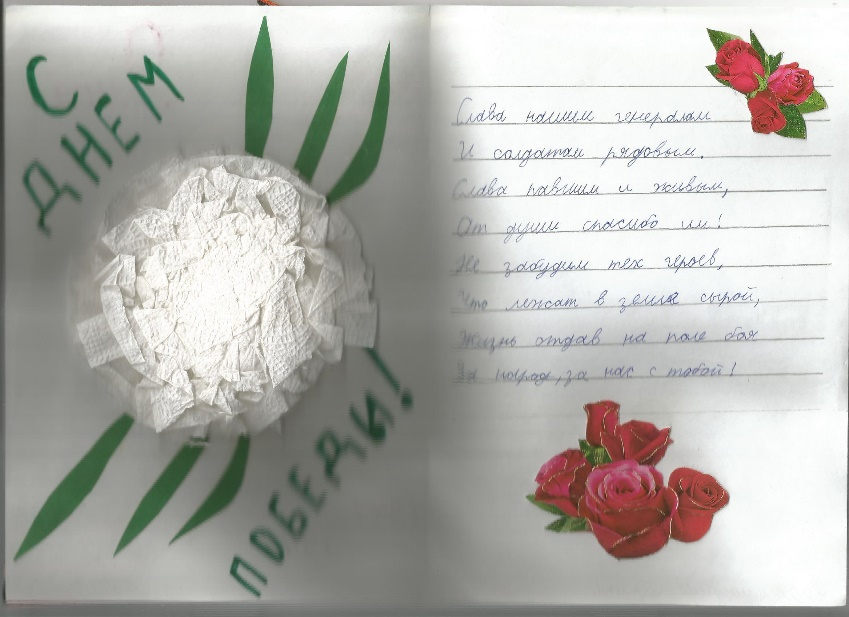 С
ДНЕМ
ПОБЕДЫ!
Слава нашим генералам
И солдатам рядовым.
Слава павшим и живым,
От души спасибо им!
Не забудем тех героев,
Что лежат в земле сырой,
Жизнь отдав на поле боя
За народ, за нас с тобой!